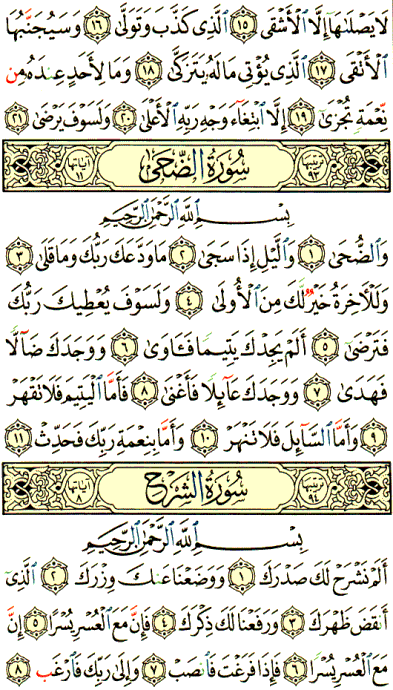 لَا يَصْلَىٰهَآ إِلَّا ٱلْأَشْقَى ١٥ ٱلَّذِى كَذَّبَ وَتَوَلَّىٰ ١٦ وَسَيُجَنَّبُهَا
ٱلْأَتْقَى ١٧ ٱلَّذِى يُؤْتِى مَالَهُۥ يَتَزَكَّىٰ ١٨ وَمَا لِأَحَدٍ عِندَهُۥ مِن
نِّعْمَةٍ تُجْزَىٰٓ ١٩ إِلَّا ٱبْتِغَآءَ وَجْهِ رَبِّهِ ٱلْأَعْلَىٰ ٢٠ وَلَسَوْفَ يَرْضَىٰ ٢١
ترتيبها ٩٣ سُورَةُ الضُّحَىٰ آياتها ١١
بِسْمِ ٱللَّهِ ٱلرَّحْمَٰنِ ٱلرَّحِيمِ
وَٱلضُّحَىٰ ١ وَٱلَّيْلِ إِذَا سَجَىٰ ٢ مَا وَدَّعَكَ رَبُّكَ وَمَا قَلَىٰ ٣
وَلَلْـَٔاخِرَةُ خَيْرٌ لَّكَ مِنَ ٱلْأُولَىٰ ٤ وَلَسَوْفَ يُعْطِيكَ رَبُّكَ
فَتَرْضَىٰٓ ٥ أَلَمْ يَجِدْكَ يَتِيمًا فَـَٔاوَىٰ ٦ وَوَجَدَكَ ضَآلًّا
فَهَدَىٰ ٧ وَوَجَدَكَ عَآئِلًا فَأَغْنَىٰ ٨ فَأَمَّا ٱلْيَتِيمَ فَلَا تَقْهَرْ
٩ وَأَمَّا ٱلسَّآئِلَ فَلَا تَنْهَرْ ١٠ وَأَمَّا بِنِعْمَةِ رَبِّكَ فَحَدِّثْ ١١
ترتيبها ٩٤ سُورَةُ الشَّرْحِ آياتها ٨
بِسْمِ ٱللَّهِ ٱلرَّحْمَٰنِ ٱلرَّحِيمِ
أَلَمْ نَشْرَحْ لَكَ صَدْرَكَ ١ وَوَضَعْنَا عَنكَ وِزْرَكَ ٢ ٱلَّذِىٓ
أَنقَضَ ظَهْرَكَ ٣ وَرَفَعْنَا لَكَ ذِكْرَكَ ٤ فَإِنَّ مَعَ ٱلْعُسْرِ يُسْرًا ٥ إِنَّ
مَعَ ٱلْعُسْرِ يُسْرًا ٦ فَإِذَا فَرَغْتَ فَٱنصَبْ ٧ وَإِلَىٰ رَبِّكَ فَٱرْغَب ٨